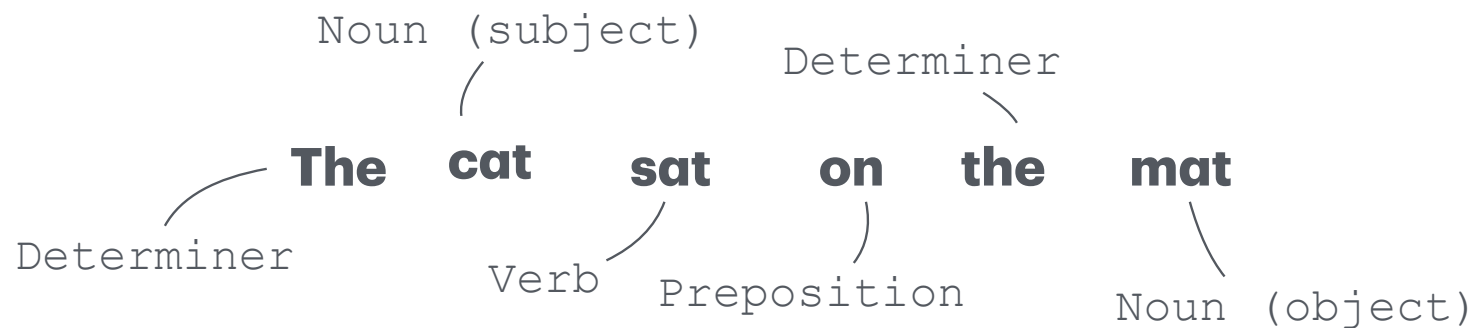 Noun (subject)
Determiner
The cat sat on the mat
Determiner
Verb
Preposition
Noun (object)